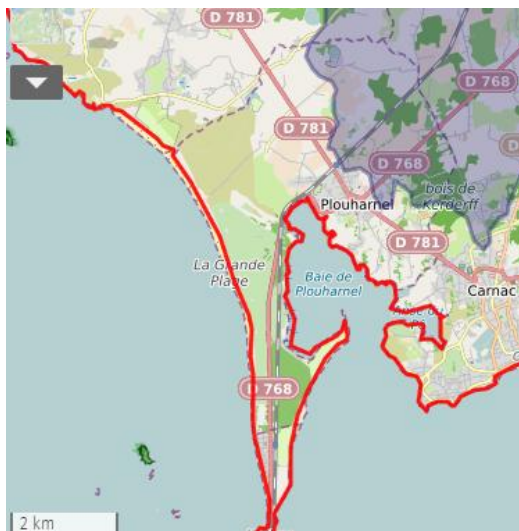 D 781
D 768
D 781
D 768
bois de
Kerderff
Plouharnel
D 781
La Grande
Plage
Baie de
Plouharnel
Carnac
D 768
2 km